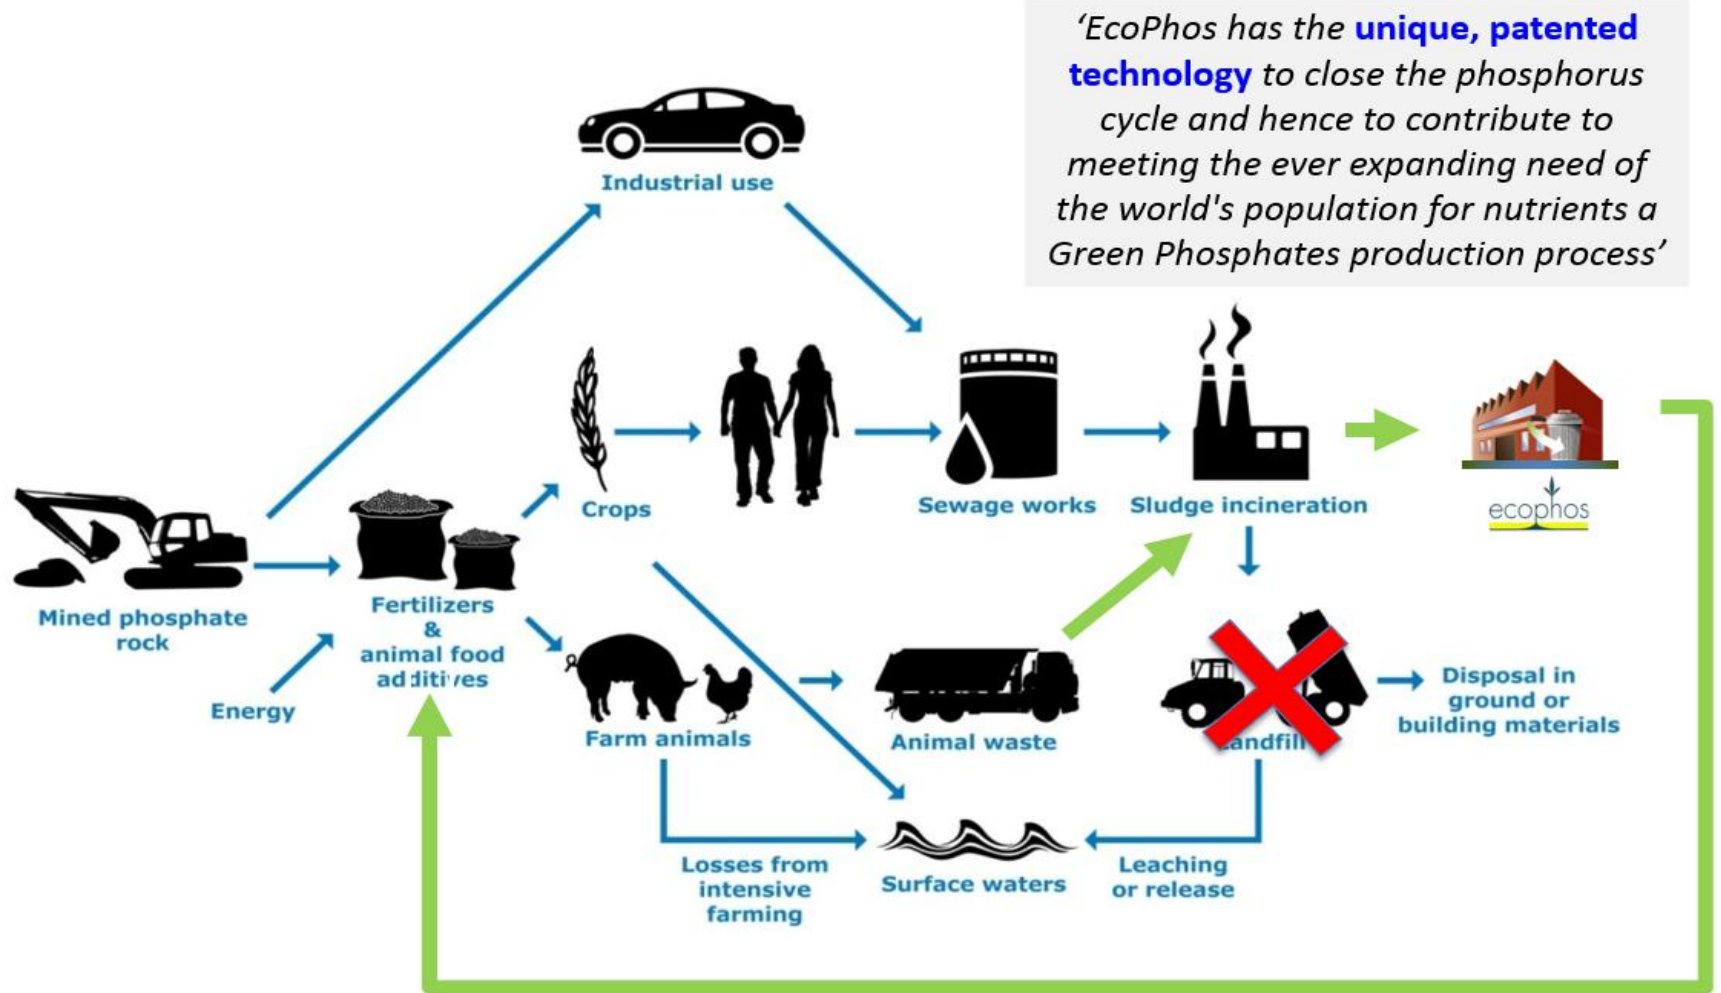 ‘EcoPhos has the unique, patented
technology to close the phosphorus
cycle and hence to contribute to
meeting the ever expanding need of
the world's population for nutrients a
Green Phosphates production process’
Industrial use
Crops
Sewage works
Sludge incineration
ecophos
Mined phosphate
rock
Fertilizers
&
animal food
additives
Energy
Farm animals
Animal waste
Landfill
Disposal in
ground or
building materials
Losses from
intensive
farming
Surface waters
Leaching
or release